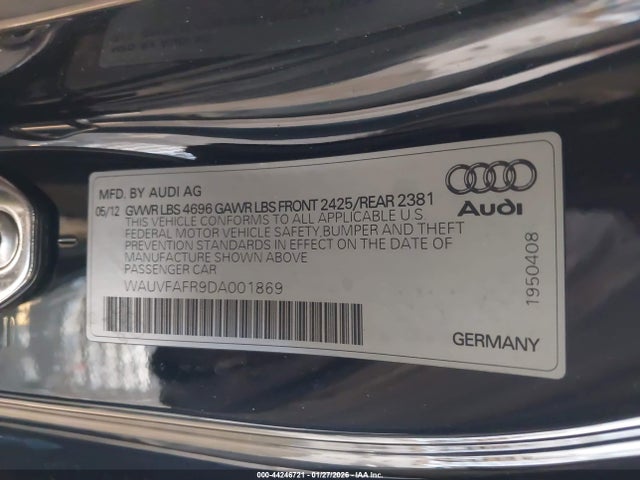 MFD. BY AUDI AG
05/12 GVWR LBS 4696 GAWR LBS FRONT 2425/REAR 2381
THIS VEHICLE CONFORMS TO ALL APPLICABLE U.S.
FEDERAL MOTOR VEHICLE SAFETY, BUMPER AND THEFT
PREVENTION STANDARDS IN EFFECT ON THE DATE OF
MANUFACTURE SHOWN ABOVE
PASSENGER CAR
WAUVFAFR9DA001869
Audi
1950408
GERMANY
000-44246721 - 01/27/2026 - IAAI.COM